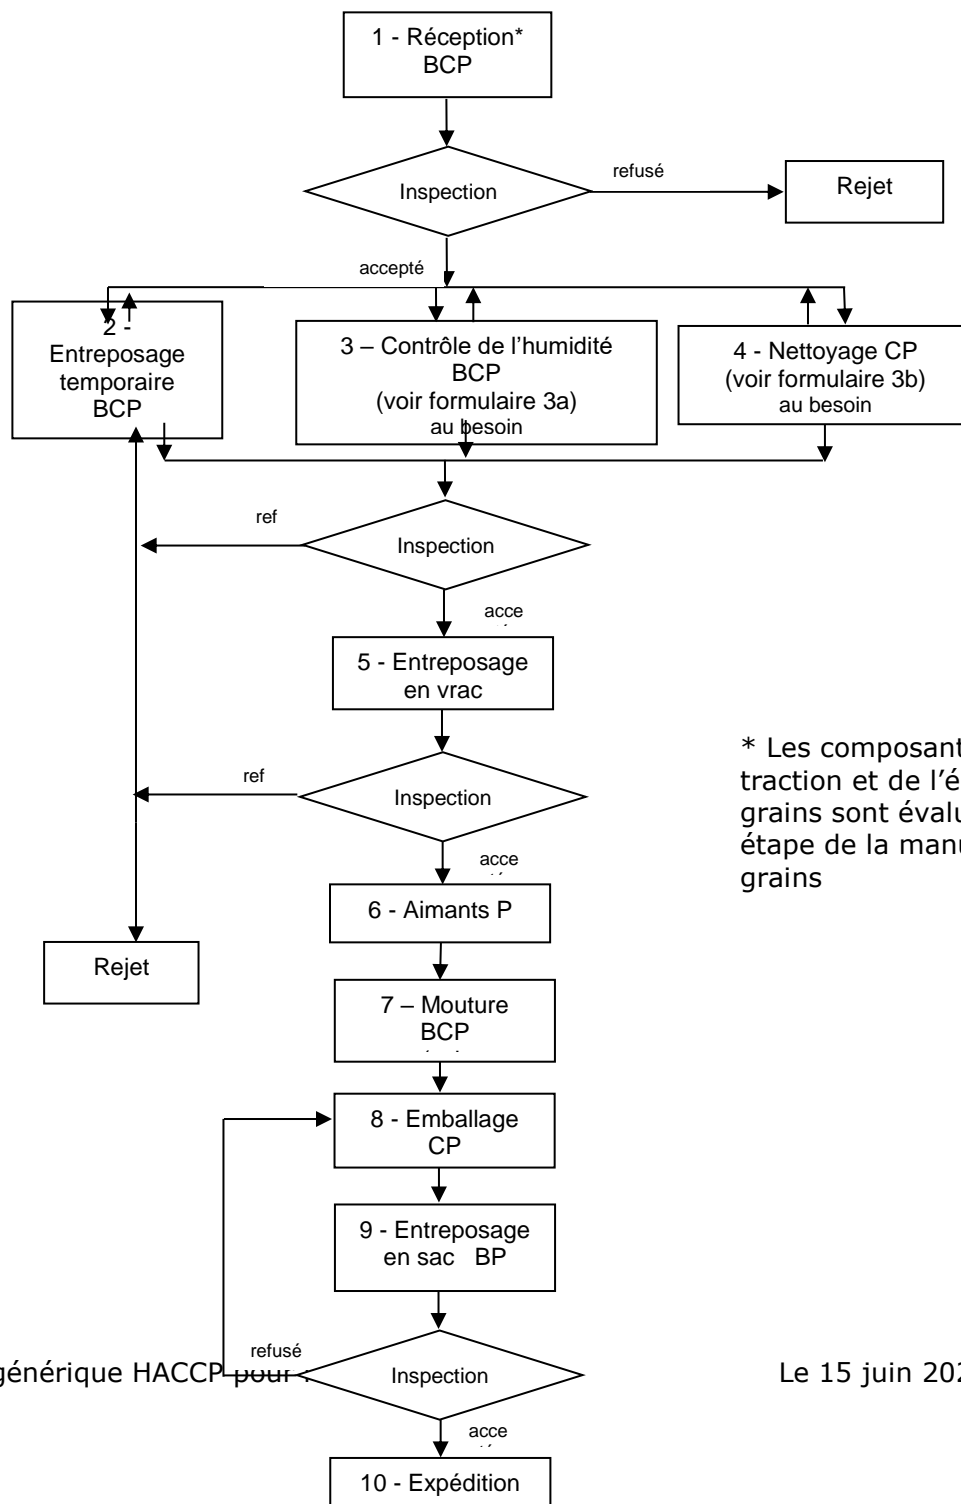 1 - Réception*
BCP
Inspection
refusé
Rejet
accepté
2 -
Entreposage
temporaire
BCP
3 – Contrôle de l’humidité
BCP
(voir formulaire 3a)
au besoin
4 - Nettoyage CP
(voir formulaire 3b)
au besoin
ref
Inspection
acce
5 - Entreposage
en vrac
ref
Inspection
acce
* Les composant
traction et de l’é
grains sont évalu
étape de la manu
grains
6 - Aimants P
Rejet
7 – Mouture
BCP
8 - Emballage
CP
9 - Entreposage
en sac BP
refusé
Inspection
générique HACCP pour
Le 15 juin 202
acce
10 - Expédition